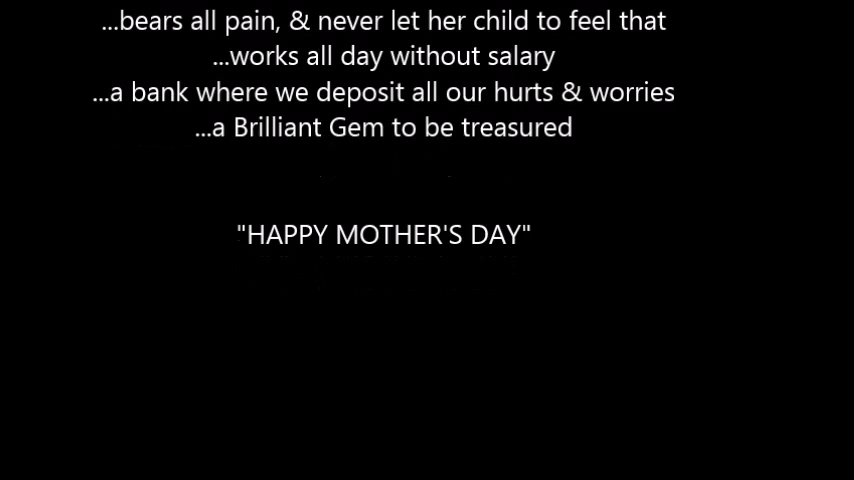 ...bears all pain, & never let her child to feel that
...works all day without salary
...a bank where we deposit all our hurts & worries
...a Brilliant Gem to be treasured
"HAPPY MOTHER'S DAY"